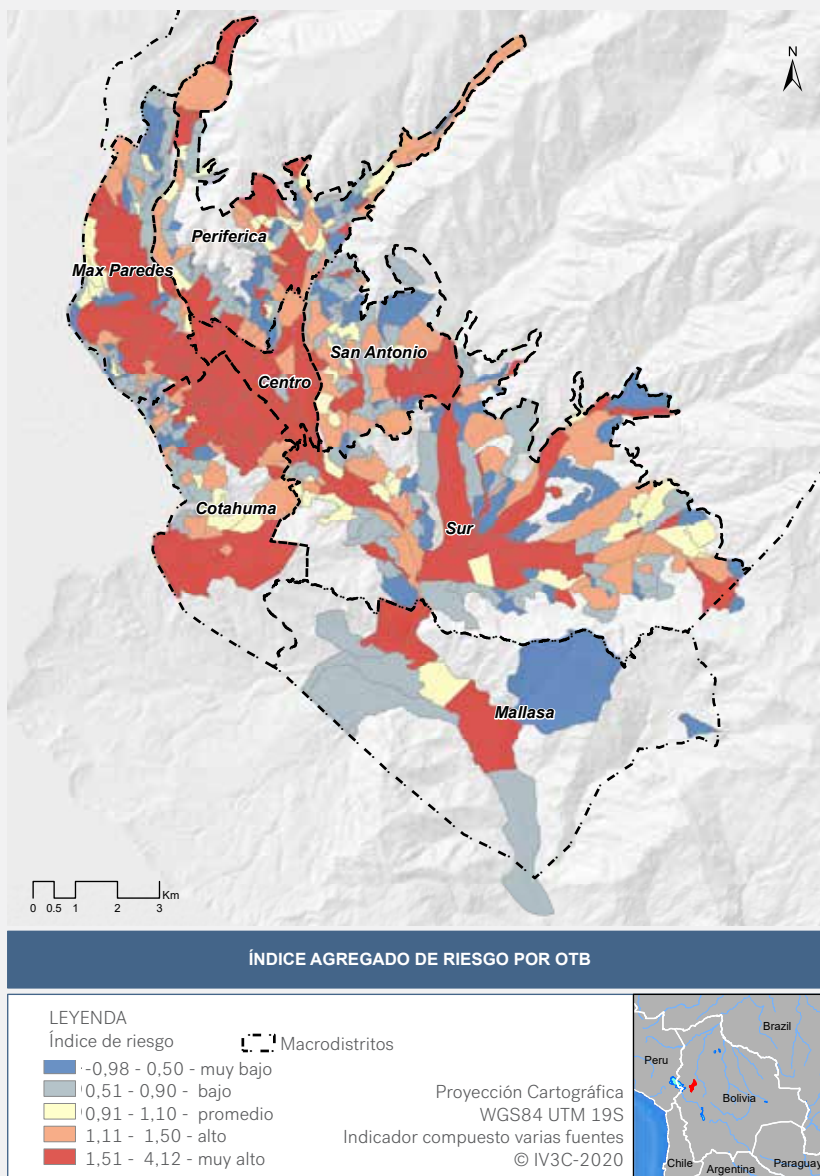 N
Periferica
Max Paredes
San Antonio
Centro
Cotahuma
Sur
Mallasa
Km
0 0.5 1 2 3
ÍNDICE AGREGADO DE RIESGO POR OTB
LEYENDA
Índice de riesgo
Macrodistritos
-0,98 - 0,50 - muy bajo
0,51 - 0,90 - bajo
0,91 - 1,10 - promedio
1,11 - 1,50 - alto
1,51 - 4,12 - muy alto
Proyección Cartográfica
WGS84 UTM 19S
Indicador compuesto varias fuentes
© IV3C-2020
Brazil
Peru
Bolivia
Chile
Argentina
Paraguay